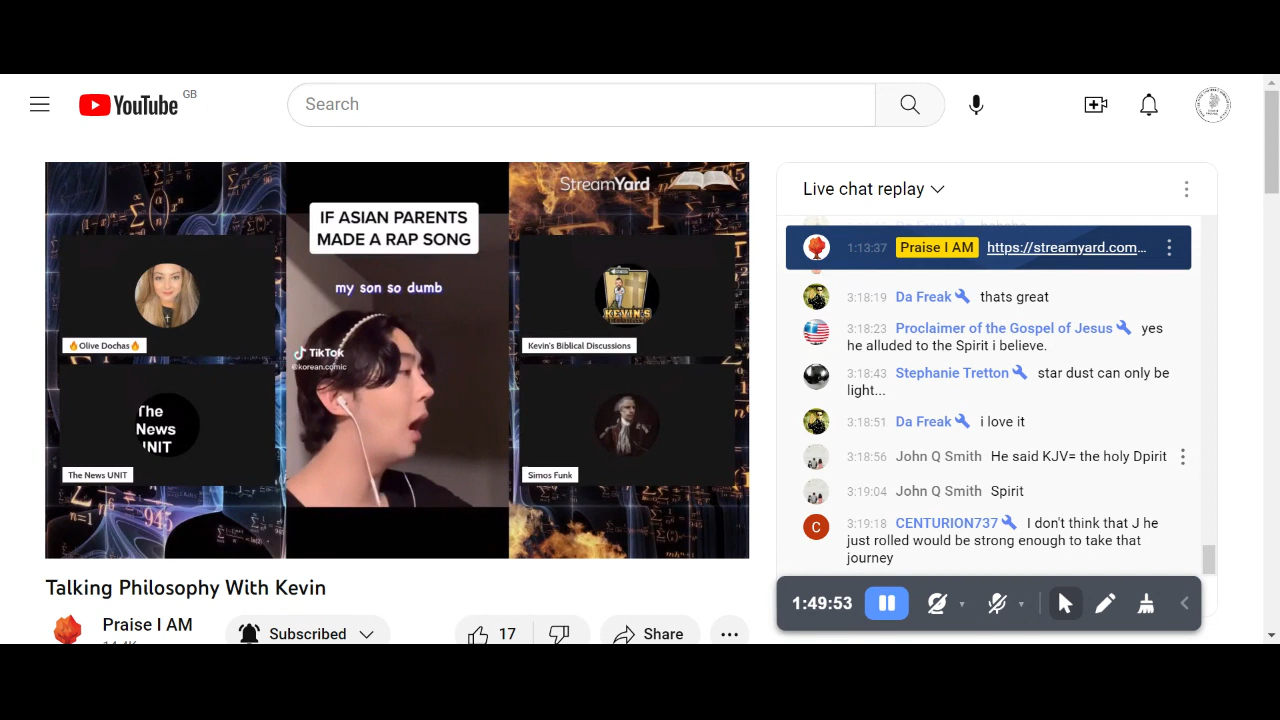 YouTube GB
Search
StreamYard
IF ASIAN PARENTS
MADE A RAP SONG
my son so dumb
TikTok
@korean.comic
🔥Olive Dochas🔥
KEVIN'S
Kevin's Biblical Discussions
The
News
UNIT
The News UNIT
Simos Funk
945
n=1
Talking Philosophy With Kevin
Praise I AM
Subscribed
17
Share
Live chat replay
1:13:37 Praise I AM https://streamyard.com...
3:18:19 Da Freak thats great
3:18:23 Proclaimer of the Gospel of Jesus yes
he alluded to the Spirit i believe.
3:18:43 Stephanie Tretton star dust can only be
light...
3:18:51 Da Freak i love it
3:18:56 John Q Smith He said KJV= the holy Dpirit
3:19:04 John Q Smith Spirit
C
3:19:18 CENTURION737 I don't think that J he
just rolled would be strong enough to take that
journey
1:49:53